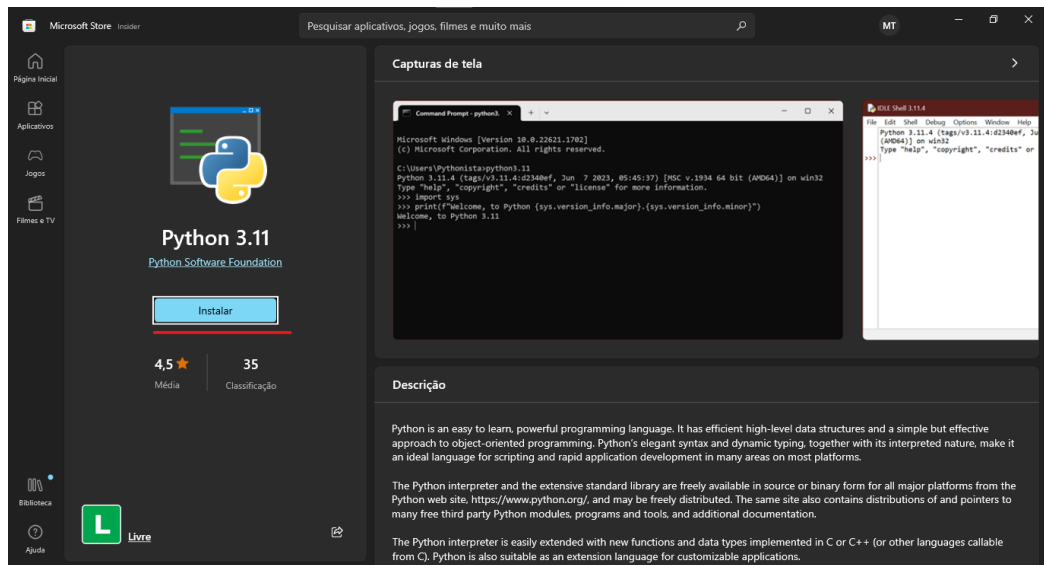 Microsoft Store Insider
Pesquisar aplicativos, jogos, filmes e muito mais
MT
Página Inicial
Aplicativos
Jogos
Filmes e TV
Biblioteca
Ajuda
Python 3.11
Python Software Foundation
Instalar
4,5
35
Média
Classificação
L
Livre
Capturas de tela
Command Prompt - python3.
Microsoft Windows [Version 10.0.22621.1702]
(c) Microsoft Corporation. All rights reserved.
C:\Users\Pythonista>python3.11
Python 3.11.4 (tags/v3.11.4:d2340ef, Jun 7 2023, 05:45:37) [MSC v.1934 64 bit (AMD64)] on win32
Type "help", "copyright", "credits" or "license" for more information.
>>> import sys
>>> print(f"Welcome, to Python {sys.version_info.major}.{sys.version_info.minor}")
Welcome, to Python 3.11
>>>
IDLE Shell 3.11.4
File Edit Shell Debug Options Window Help
Python 3.11.4 (tags/v3.11.4:d2340ef, Ju
(AMD64)] on win32
Type "help", "copyright", "credits" or
>>>
Descrição
Python is an easy to learn, powerful programming language. It has efficient high-level data structures and a simple but effective
approach to object-oriented programming. Python's elegant syntax and dynamic typing, together with its interpreted nature, make it
an ideal language for scripting and rapid application development in many areas on most platforms.
The Python interpreter and the extensive standard library are freely available in source or binary form for all major platforms from the
Python web site, https://www.python.org/, and may be freely distributed. The same site also contains distributions of and pointers to
many free third party Python modules, programs and tools, and additional documentation.
The Python interpreter is easily extended with new functions and data types implemented in C or C++ (or other languages callable
from C). Python is also suitable as an extension language for customizable applications.